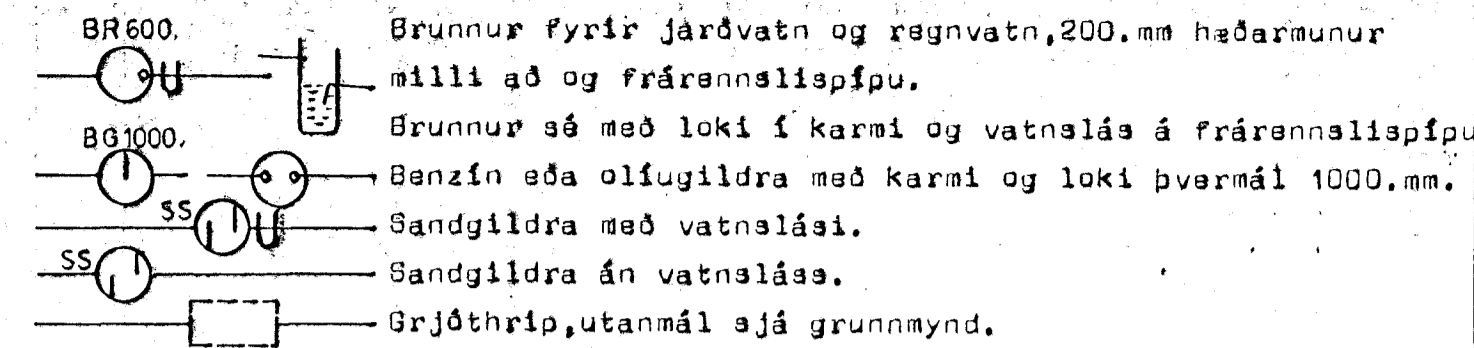 BR 600. Brunnur fyrir jarðvatn og regnvatn,200.mm hæðarmunur
milli að og frárennslispípu.
Brunnur sé með loki í karmi og vatnslás á frárennslispípu
BG1000.
Benzín eða olíugildra með karmi og loki þvermál 1000.mm.
SS Sandgildra með vatnslási.
SS Sandgildra án vatnsláss.
Grjóthrip,utanmál sjá grunnmynd.